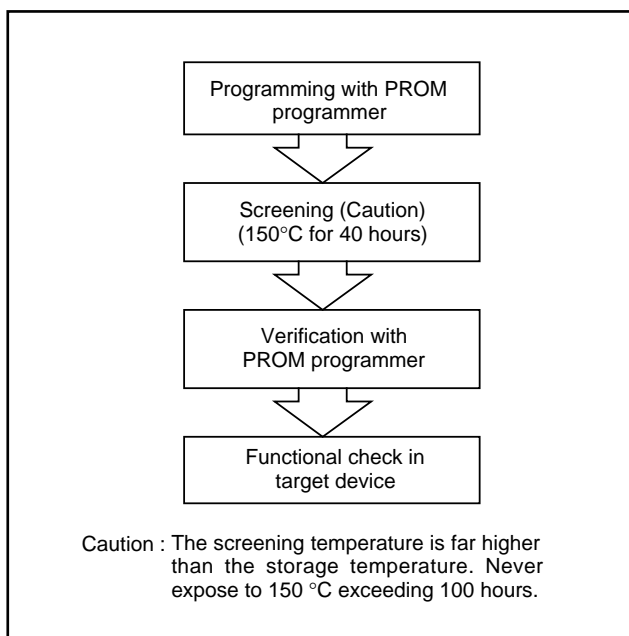 Programming with PROM
programmer
Screening (Caution)
(150°C for 40 hours)
Verification with
PROM programmer
Functional check in
target device
Caution : The screening temperature is far higher
than the storage temperature. Never
expose to 150 °C exceeding 100 hours.